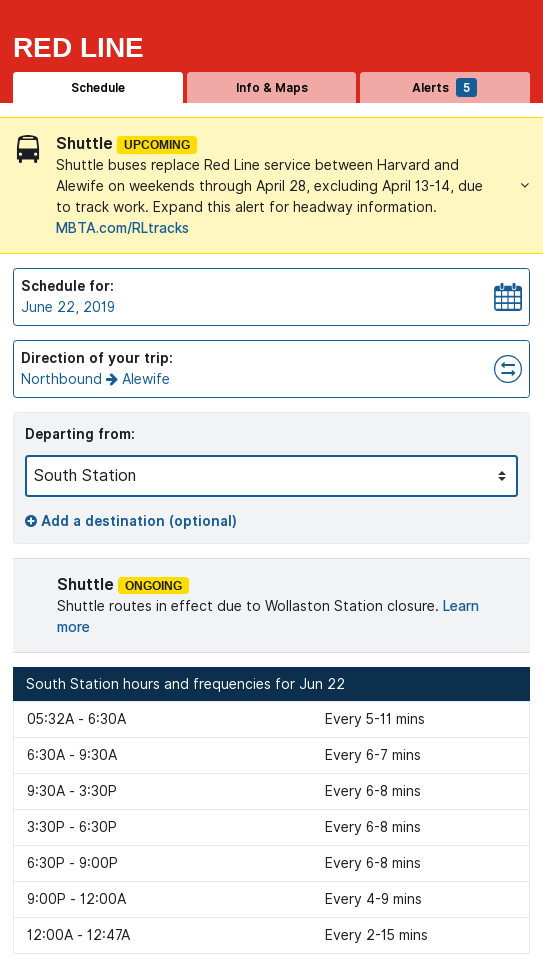 RED LINE
Schedule
Info & Maps
Alerts 5
Shuttle UPCOMING
Shuttle buses replace Red Line service between Harvard and
Alewife on weekends through April 28, excluding April 13-14, due
to track work. Expand this alert for headway information.
MBTA.com/RLtracks
Schedule for:
June 22, 2019
Direction of your trip:
Northbound → Alewife
Departing from:
South Station
Add a destination (optional)
Shuttle ONGOING
Shuttle routes in effect due to Wollaston Station closure. Learn
more
South Station hours and frequencies for Jun 22
05:32A - 6:30A Every 5-11 mins
6:30A - 9:30A Every 6-7 mins
9:30A - 3:30P Every 6-8 mins
3:30P - 6:30P Every 6-8 mins
6:30P - 9:00P Every 6-8 mins
9:00P - 12:00A Every 4-9 mins
12:00A - 12:47A Every 2-15 mins